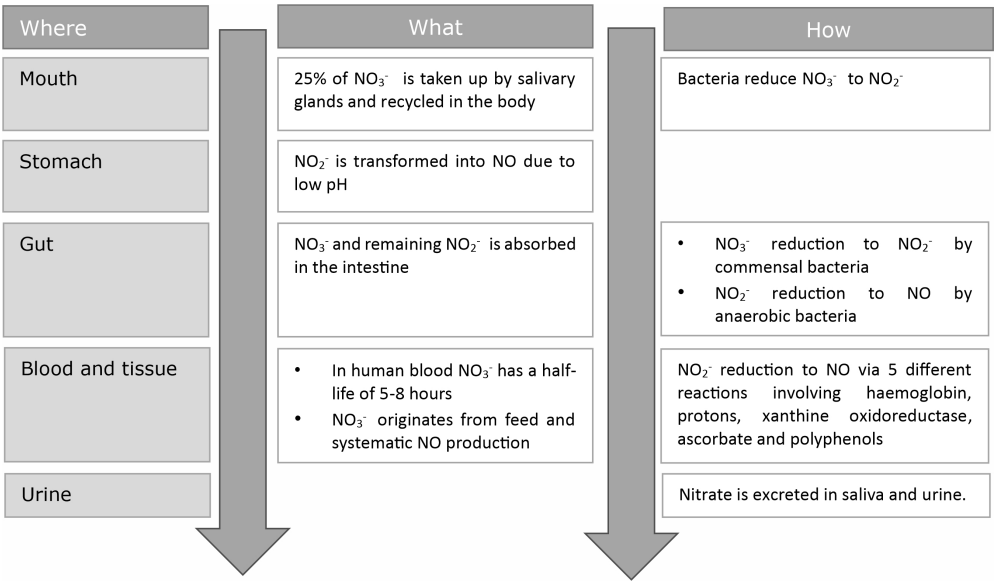 Where
What
How
Mouth
25% of NO₃⁻ is taken up by salivary
glands and recycled in the body
Bacteria reduce NO₃⁻ to NO₂⁻
Stomach
NO₂⁻ is transformed into NO due to
low pH
Gut
NO₃⁻ and remaining NO₂⁻ is absorbed
in the intestine
• NO₃⁻ reduction to NO₂⁻ by
commensal bacteria
• NO₂⁻ reduction to NO by
anaerobic bacteria
Blood and tissue
• In human blood NO₃⁻ has a half-
life of 5-8 hours
• NO₃⁻ originates from feed and
systematic NO production
NO₂⁻ reduction to NO via 5 different
reactions involving haemoglobin,
protons, xanthine oxidoreductase,
ascorbate and polyphenols
Urine
Nitrate is excreted in saliva and urine.